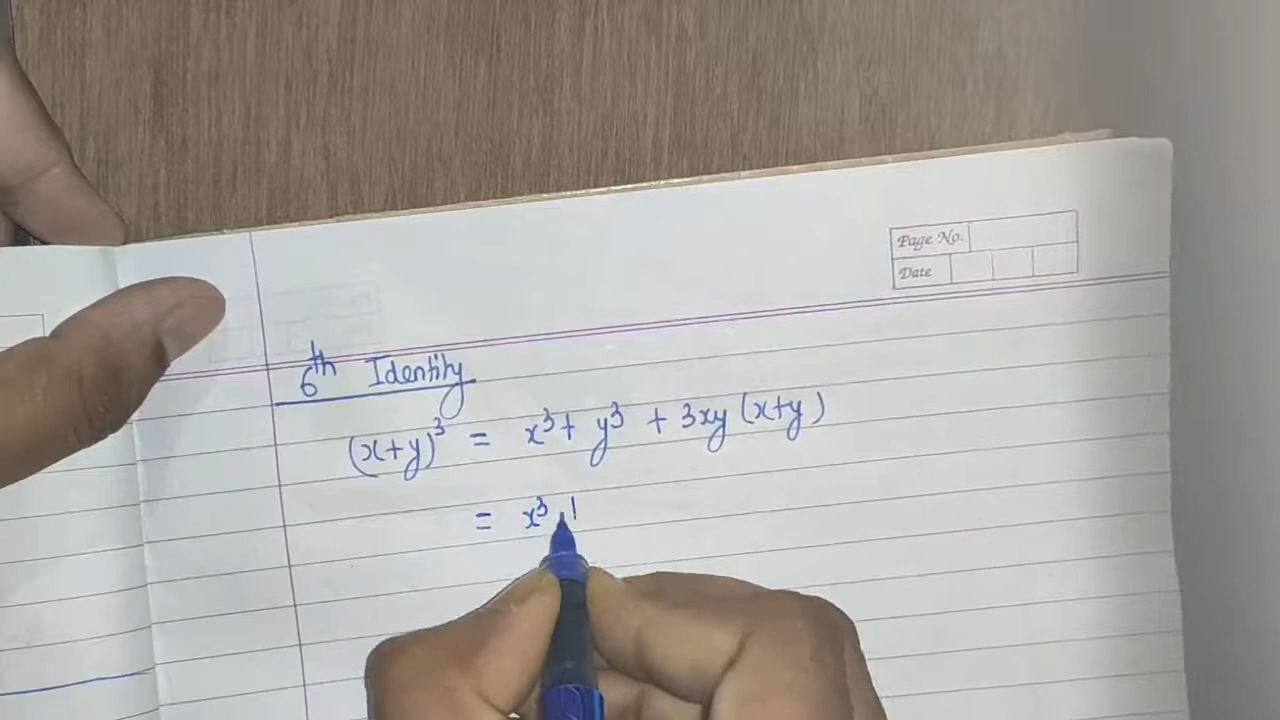 Page No.
Date
6th Identity
(x+y)³ = x³+ y³ + 3xy (x+y)
= x³